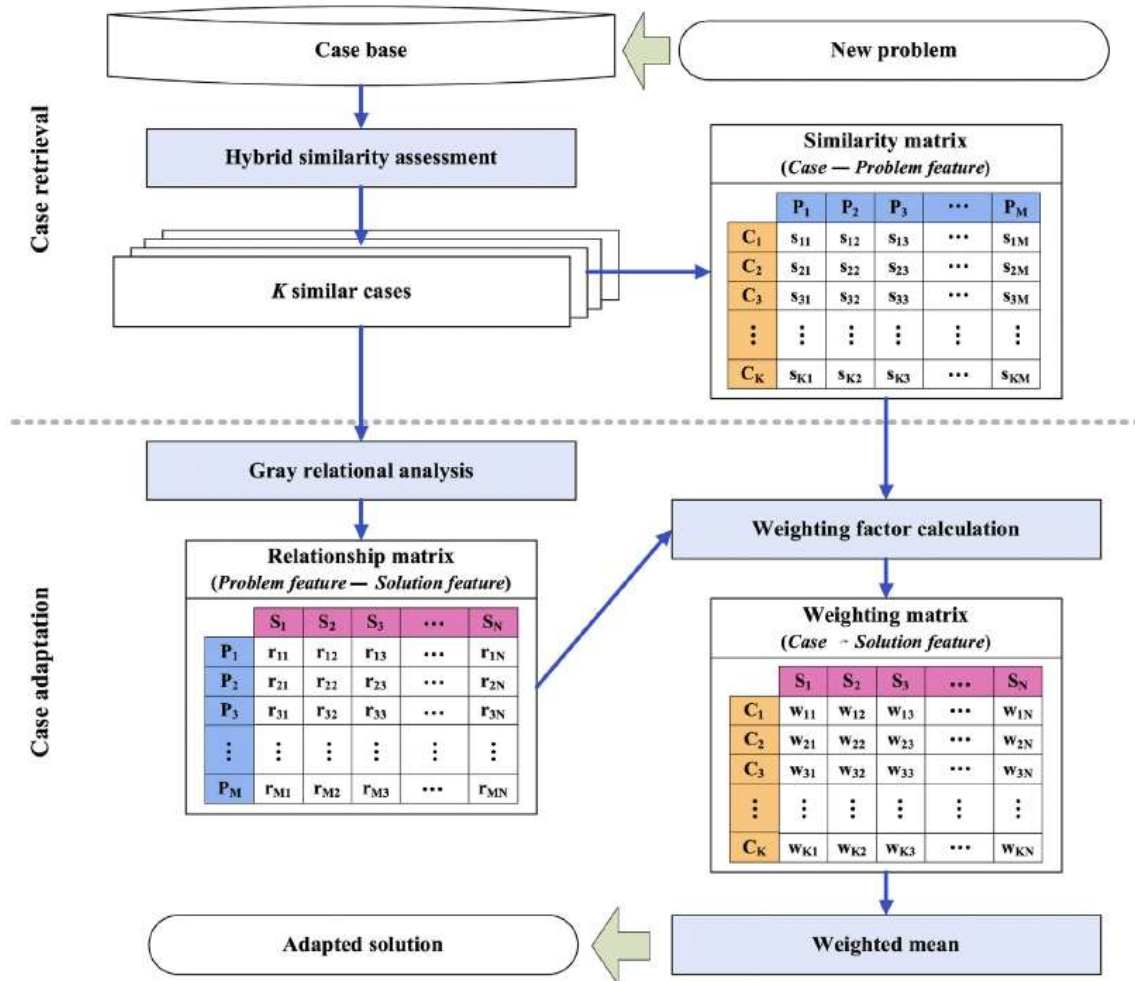 Case base
New problem
Case retrieval
Hybrid similarity assessment
K similar cases
Similarity matrix
(Case — Problem feature)
P1 P2 P3 ⋯ PM
C1 s11 s12 s13 ⋯ s1M
C2 s21 s22 s23 ⋯ s2M
C3 s31 s32 s33 ⋯ s3M
⋮ ⋮ ⋮ ⋮ ⋮ ⋮
CK sK1 sK2 sK3 ⋯ sKM
Case adaptation
Gray relational analysis
Relationship matrix
(Problem feature — Solution feature)
S1 S2 S3 ⋯ SN
P1 r11 r12 r13 ⋯ r1N
P2 r21 r22 r23 ⋯ r2N
P3 r31 r32 r33 ⋯ r3N
⋮ ⋮ ⋮ ⋮ ⋮ ⋮
PM rM1 rM2 rM3 ⋯ rMN
Weighting factor calculation
Weighting matrix
(Case - Solution feature)
S1 S2 S3 ⋯ SN
C1 w11 w12 w13 ⋯ w1N
C2 w21 w22 w23 ⋯ w2N
C3 w31 w32 w33 ⋯ w3N
⋮ ⋮ ⋮ ⋮ ⋮ ⋮
CK wK1 wK2 wK3 ⋯ wKN
Weighted mean
Adapted solution